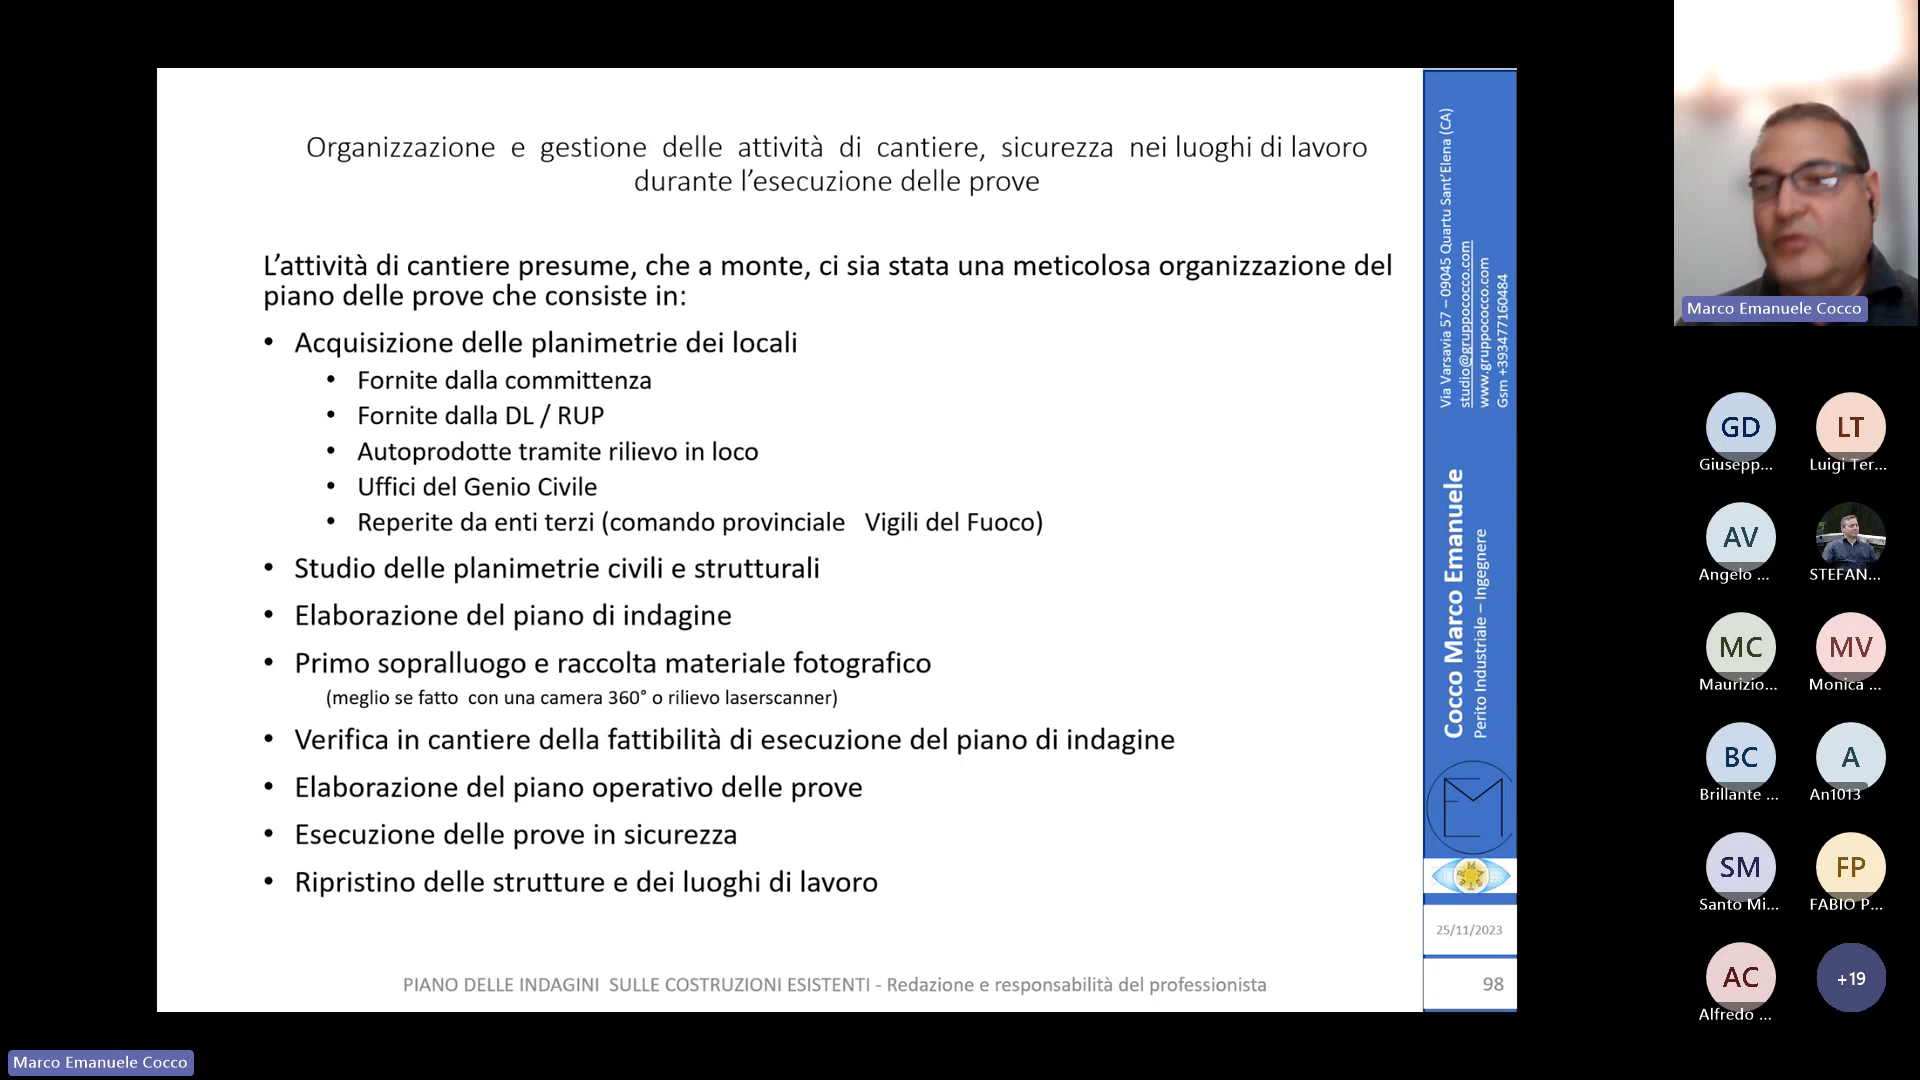 Organizzazione e gestione delle attività di cantiere, sicurezza nei luoghi di lavoro
durante l’esecuzione delle prove
L’attività di cantiere presume, che a monte, ci sia stata una meticolosa organizzazione del
piano delle prove che consiste in:
• Acquisizione delle planimetrie dei locali
• Fornite dalla committenza
• Fornite dalla DL / RUP
• Autoprodotte tramite rilievo in loco
• Uffici del Genio Civile
• Reperite da enti terzi (comando provinciale Vigili del Fuoco)
• Studio delle planimetrie civili e strutturali
• Elaborazione del piano di indagine
• Primo sopralluogo e raccolta materiale fotografico
(meglio se fatto con una camera 360° o rilievo laserscanner)
• Verifica in cantiere della fattibilità di esecuzione del piano di indagine
• Elaborazione del piano operativo delle prove
• Esecuzione delle prove in sicurezza
• Ripristino delle strutture e dei luoghi di lavoro
PIANO DELLE INDAGINI SULLE COSTRUZIONI ESISTENTI - Redazione e responsabilità del professionista
Via Varsavia 57 – 09045 Quartu Sant’Elena (CA)
studio@gruppococco.com
www.gruppococco.com
Gsm +393477160484
Cocco Marco Emanuele
Perito Industriale – Ingegnere
25/11/2023
98
Marco Emanuele Cocco
GD
Giusepp...
LT
Luigi Ter...
AV
Angelo ...
STEFAN...
MC
Maurizio...
MV
Monica ...
BC
Brillante ...
A
An1013
SM
Santo Mi...
FP
FABIO P...
AC
Alfredo ...
+19
Marco Emanuele Cocco